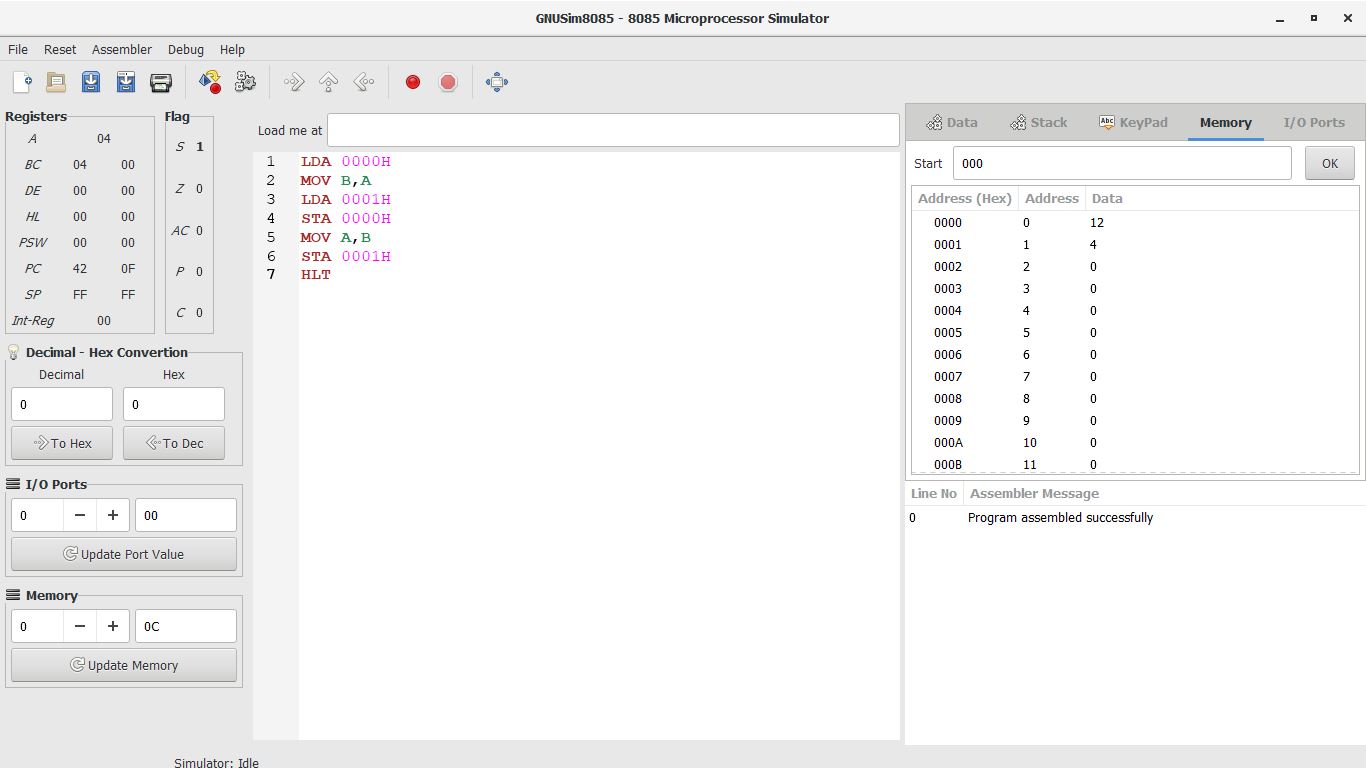 GNUSim8085 - 8085 Microprocessor Simulator
File Reset Assembler Debug Help
Registers
A 04
BC 04 00
DE 00 00
HL 00 00
PSW 00 00
PC 42 0F
SP FF FF
Int-Reg 00
Flag
S 1
Z 0
AC 0
P 0
C 0
Decimal - Hex Convertion
Decimal Hex
0 0
To Hex To Dec
I/O Ports
0 − + 00
Update Port Value
Memory
0 − + 0C
Update Memory
Load me at
1 LDA 0000H
2 MOV B,A
3 LDA 0001H
4 STA 0000H
5 MOV A,B
6 STA 0001H
7 HLT
Data Stack Abc KeyPad Memory I/O Ports
Start 000 OK
Address (Hex) Address Data
0000 0 12
0001 1 4
0002 2 0
0003 3 0
0004 4 0
0005 5 0
0006 6 0
0007 7 0
0008 8 0
0009 9 0
000A 10 0
000B 11 0
Line No Assembler Message
0 Program assembled successfully
Simulator: Idle